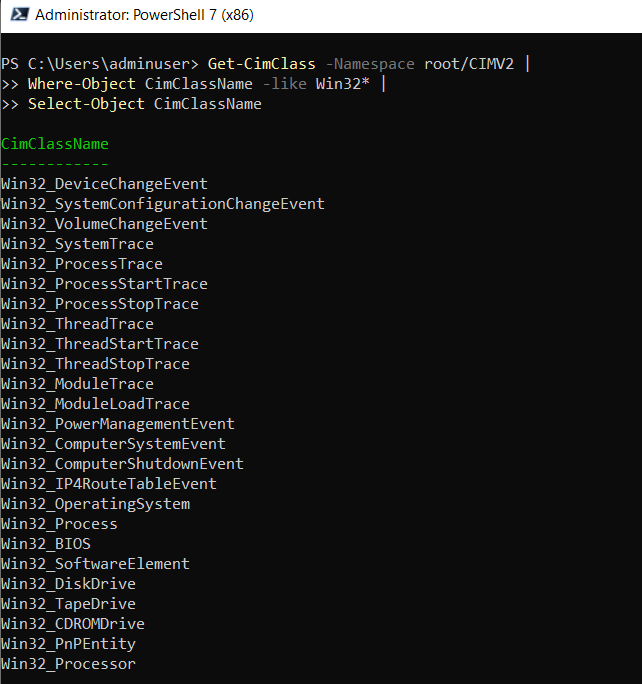 Administrator: PowerShell 7 (x86)
PS C:\Users\adminuser> Get-CimClass -Namespace root/CIMV2 |
>> Where-Object CimClassName -like Win32* |
>> Select-Object CimClassName
CimClassName
------------
Win32_DeviceChangeEvent
Win32_SystemConfigurationChangeEvent
Win32_VolumeChangeEvent
Win32_SystemTrace
Win32_ProcessTrace
Win32_ProcessStartTrace
Win32_ProcessStopTrace
Win32_ThreadTrace
Win32_ThreadStartTrace
Win32_ThreadStopTrace
Win32_ModuleTrace
Win32_ModuleLoadTrace
Win32_PowerManagementEvent
Win32_ComputerSystemEvent
Win32_ComputerShutdownEvent
Win32_IP4RouteTableEvent
Win32_OperatingSystem
Win32_Process
Win32_BIOS
Win32_SoftwareElement
Win32_DiskDrive
Win32_TapeDrive
Win32_CDROMDrive
Win32_PnPEntity
Win32_Processor